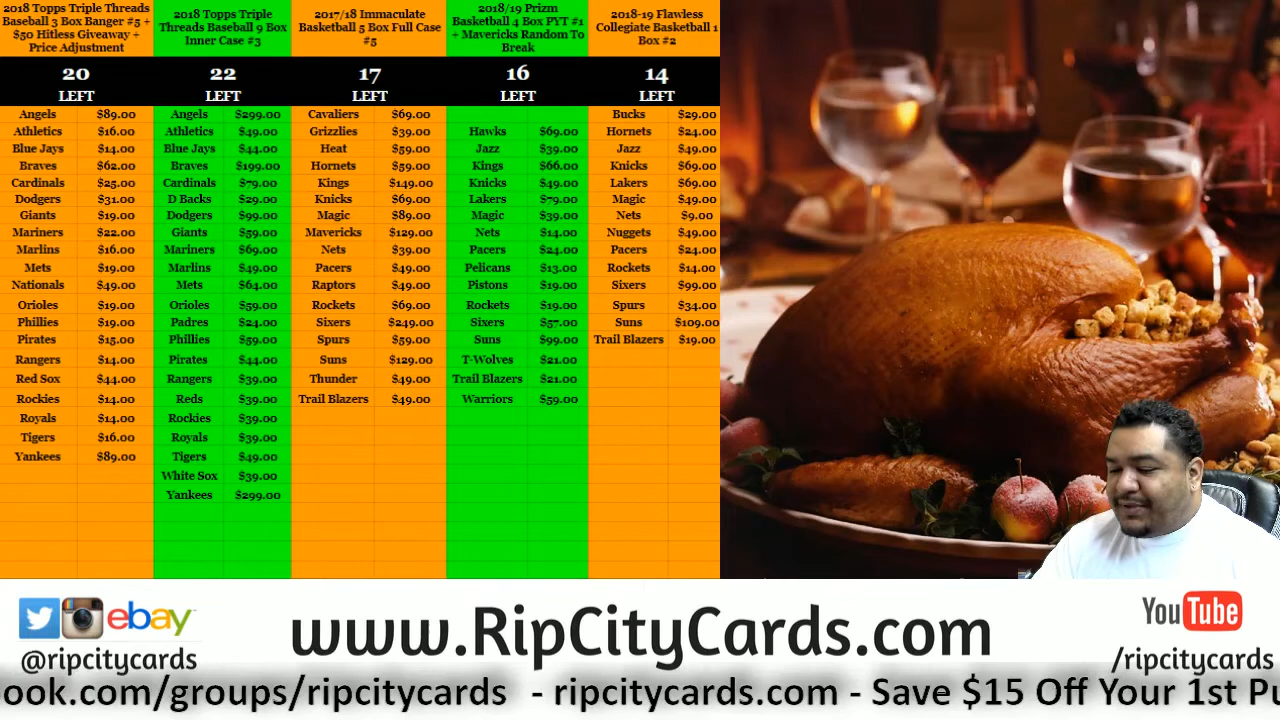 2018 Topps Triple Threads
Baseball 3 Box Banger #5 +
$50 Hitless Giveaway +
Price Adjustment
20
LEFT
Angels $89.00
Athletics $16.00
Blue Jays $14.00
Braves $62.00
Cardinals $25.00
Dodgers $31.00
Giants $19.00
Mariners $22.00
Marlins $16.00
Mets $19.00
Nationals $49.00
Orioles $19.00
Phillies $19.00
Pirates $15.00
Rangers $14.00
Red Sox $44.00
Rockies $14.00
Royals $14.00
Tigers $16.00
Yankees $89.00
2018 Topps Triple
Threads Baseball 9 Box
Inner Case #3
22
LEFT
Angels $299.00
Athletics $49.00
Blue Jays $44.00
Braves $199.00
Cardinals $79.00
D Backs $29.00
Dodgers $99.00
Giants $59.00
Mariners $69.00
Marlins $49.00
Mets $64.00
Orioles $59.00
Padres $24.00
Phillies $59.00
Pirates $44.00
Rangers $39.00
Reds $39.00
Rockies $39.00
Royals $39.00
Tigers $49.00
White Sox $39.00
Yankees $299.00
2017/18 Immaculate
Basketball 5 Box Full Case
#5
17
LEFT
Cavaliers $69.00
Grizzlies $39.00
Heat $59.00
Hornets $59.00
Kings $149.00
Knicks $69.00
Magic $89.00
Mavericks $129.00
Nets $39.00
Pacers $49.00
Raptors $49.00
Rockets $69.00
Sixers $249.00
Spurs $59.00
Suns $129.00
Thunder $49.00
Trail Blazers $49.00
2018/19 Prizm
Basketball 4 Box PYT #1
+ Mavericks Random To
Break
16
LEFT
Hawks $69.00
Jazz $39.00
Kings $66.00
Knicks $49.00
Lakers $79.00
Magic $39.00
Nets $14.00
Pacers $24.00
Pelicans $13.00
Pistons $19.00
Rockets $19.00
Sixers $57.00
Suns $99.00
T-Wolves $21.00
Trail Blazers $21.00
Warriors $59.00
2018-19 Flawless
Collegiate Basketball 1
Box #2
14
LEFT
Bucks $29.00
Hornets $24.00
Jazz $49.00
Knicks $69.00
Lakers $69.00
Magic $49.00
Nets $9.00
Nuggets $49.00
Pacers $24.00
Rockets $14.00
Sixers $99.00
Spurs $34.00
Suns $109.00
Trail Blazers $19.00
ebay
@ripcitycards
www.RipCityCards.com
YouTube
/ripcitycards
ook.com/groups/ripcitycards - ripcitycards.com - Save $15 Off Your 1st Pu